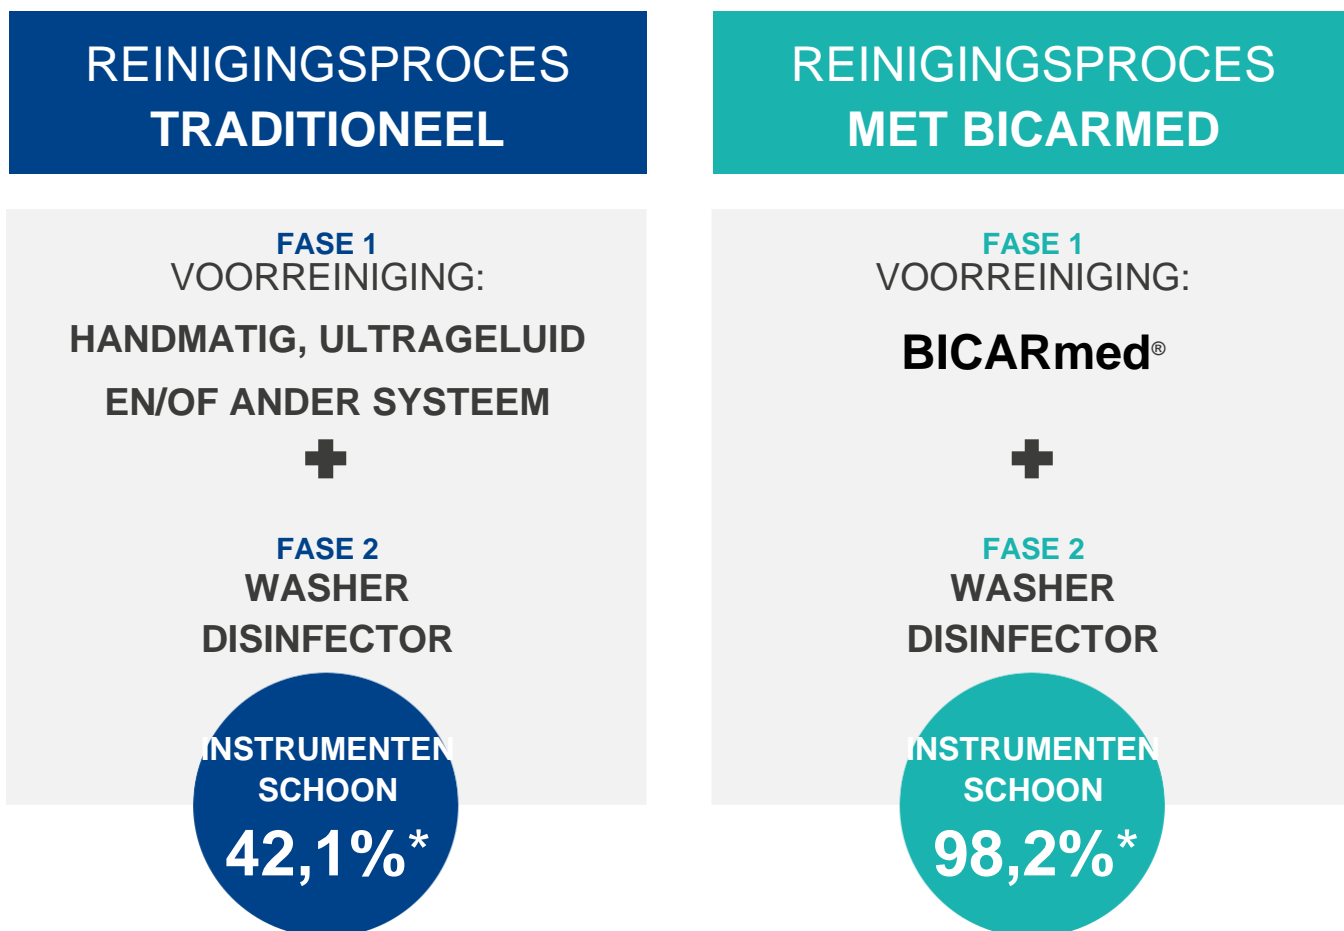 REINIGINGSPROCES
TRADITIONEEL
FASE 1
VOORREINIGING:
HANDMATIG, ULTRAGELUID
EN/OF ANDER SYSTEEM
FASE 2
WASHER
DISINFECTOR
INSTRUMENTEN
SCHOON
42,1%*
REINIGINGSPROCES
MET BICARMED
FASE 1
VOORREINIGING:
BICARmed®
FASE 2
WASHER
DISINFECTOR
INSTRUMENTEN
SCHOON
98,2%*